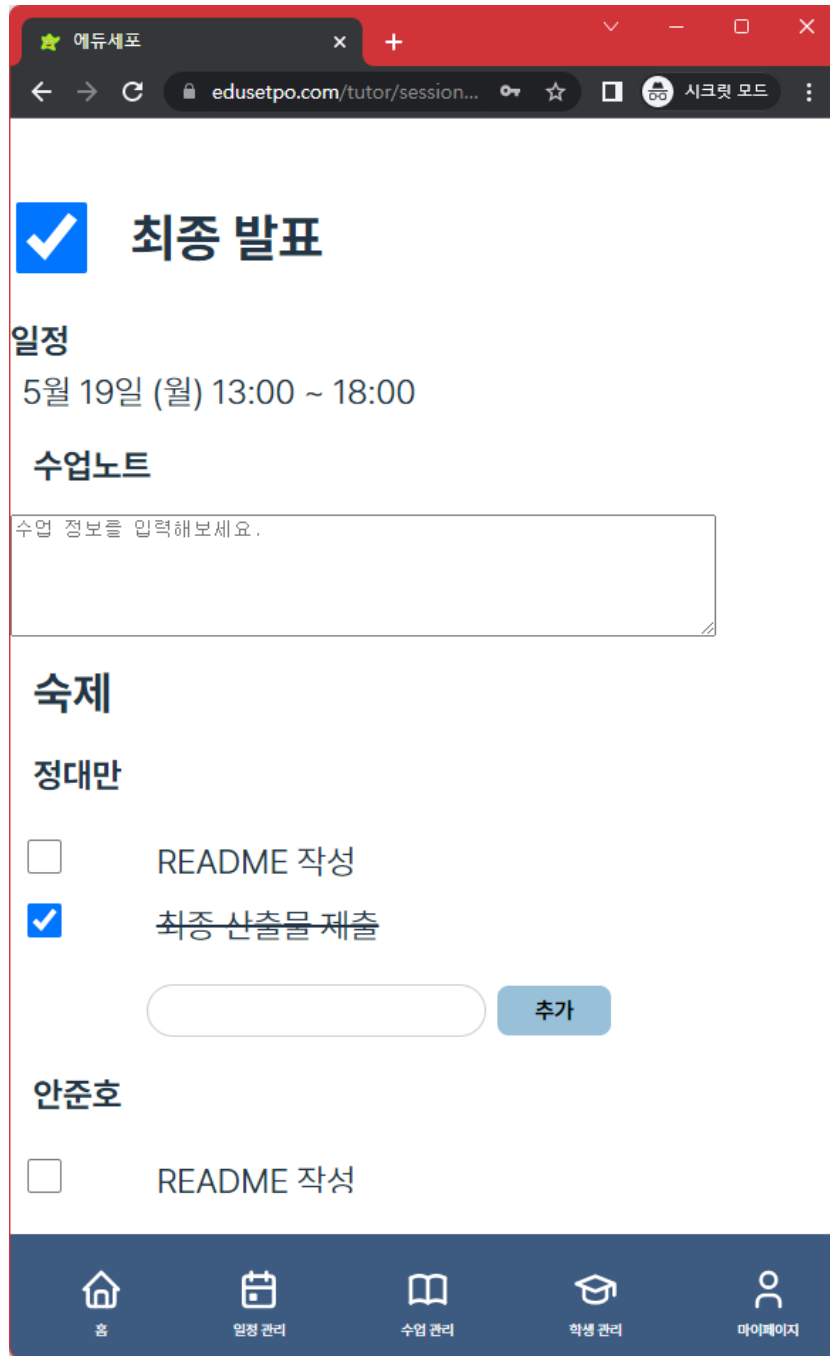 에듀세포
edusetpo.com/tutor/session...
시크릿 모드
최종 발표
일정
5월 19일 (월) 13:00 ~ 18:00
수업노트
수업 정보를 입력해보세요.
숙제
정대만
README 작성
최종 산출물 제출
추가
안준호
README 작성
홈
일정 관리
수업 관리
학생 관리
마이페이지